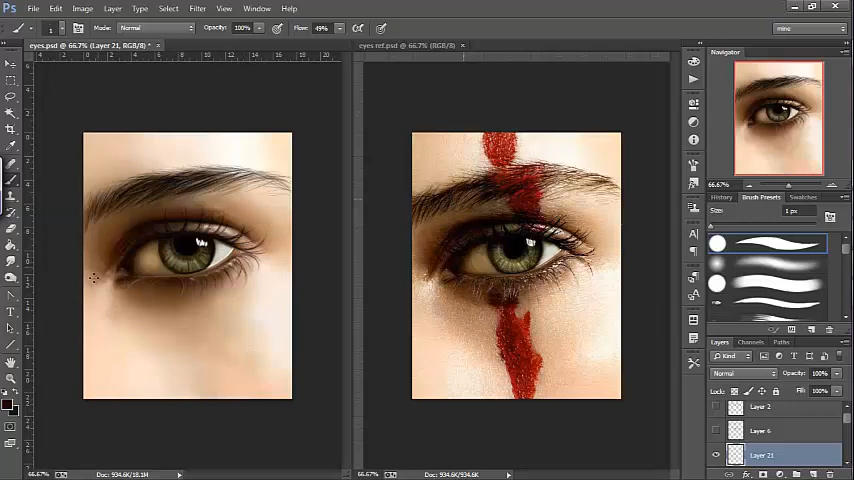 Ps File Edit Image Layer Type Select Filter View Window Help
1 Mode: Normal Opacity: 100% Flow: 49% mine
eyes.psd @ 66.7% (Layer 21, RGB/8) * × eyes ref.psd @ 66.7% (RGB/8) ×
Navigator
66.67%
History Brush Presets Swatches
Size: 1 px
Layers Channels Paths
Kind
Normal Opacity: 100%
Lock: Fill: 100%
Layer 2
Layer 6
Layer 21
66.67% Doc: 934.6K/18.1M 66.67% Doc: 934.6K/934.6K